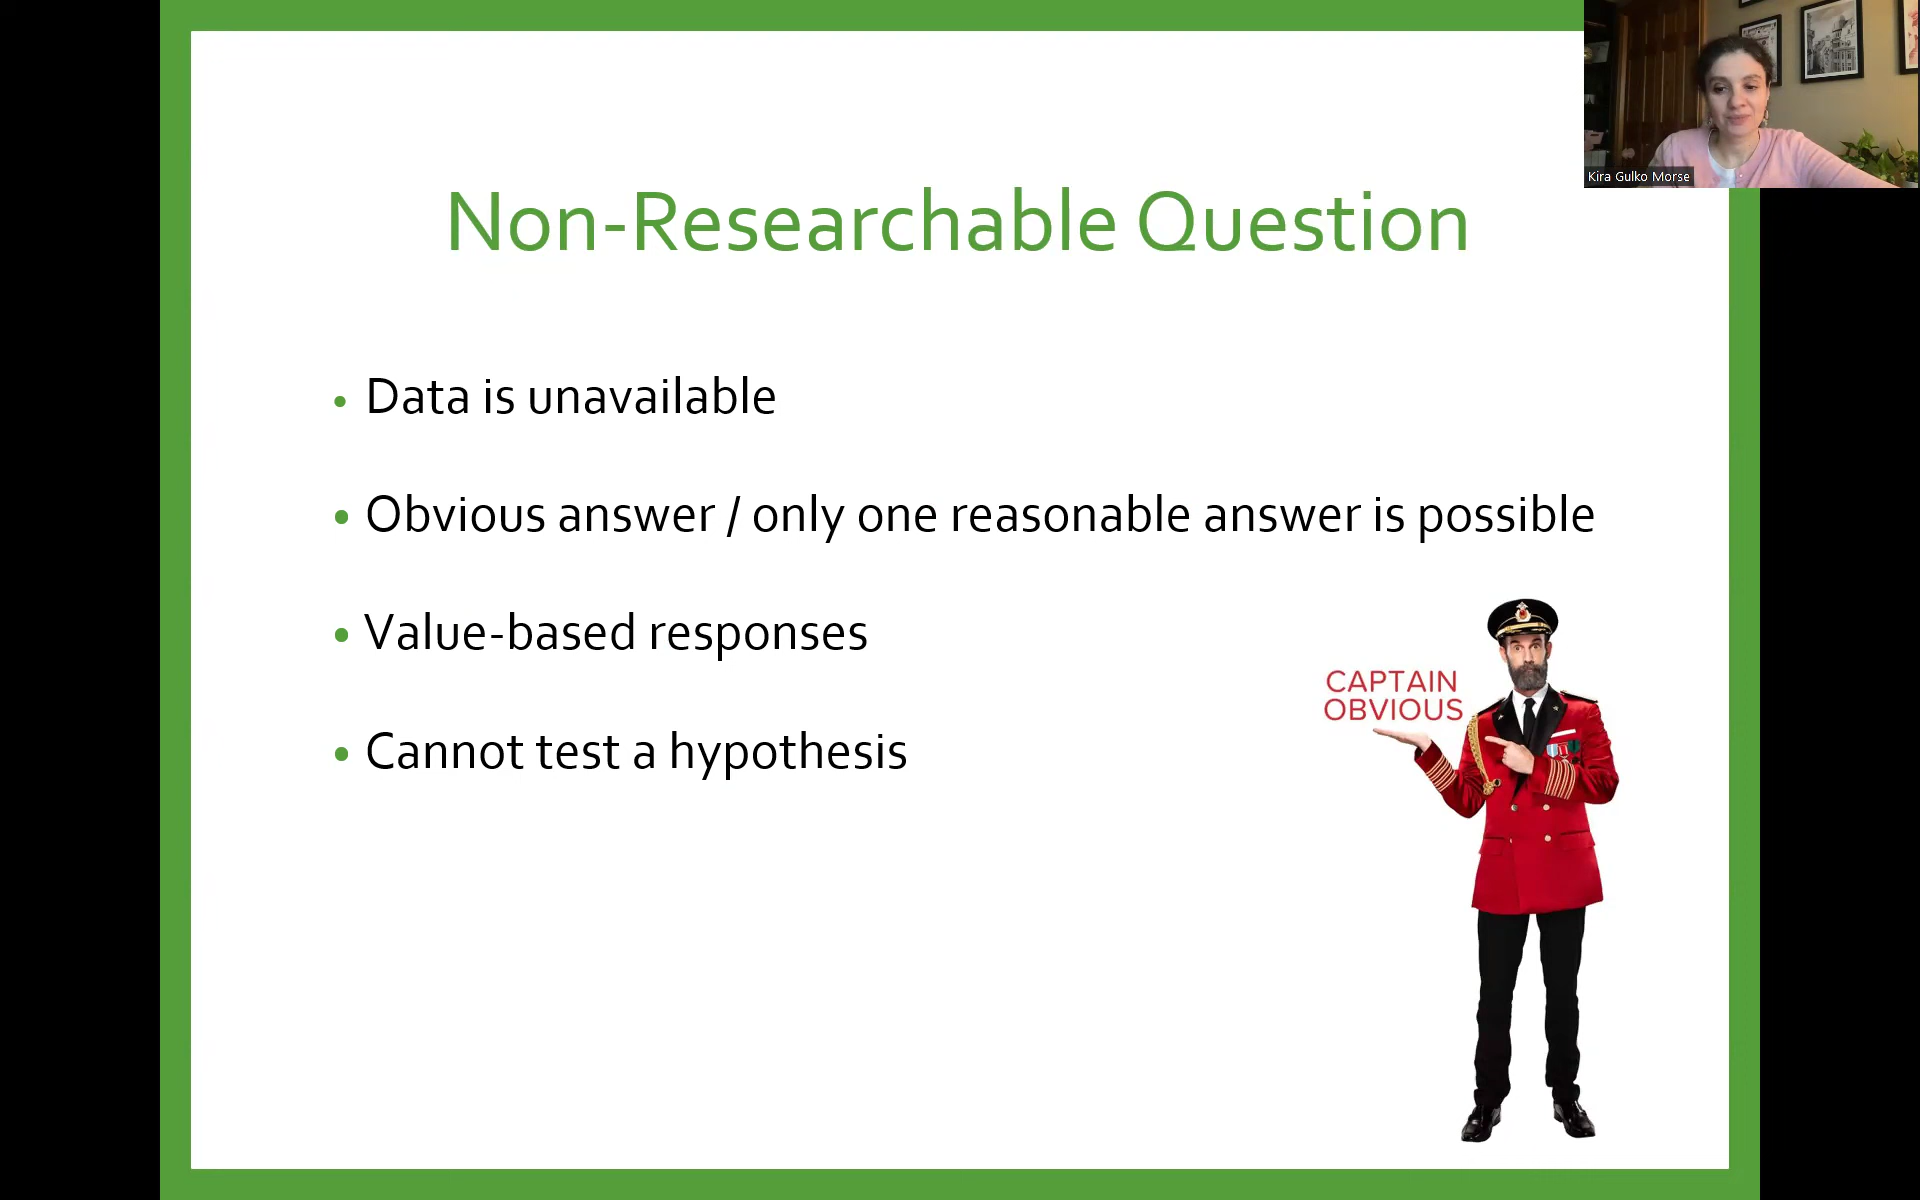 Kira Gulko Morse
Non-Researchable Question
• Data is unavailable
• Obvious answer / only one reasonable answer is possible
• Value-based responses
• Cannot test a hypothesis
CAPTAIN
OBVIOUS